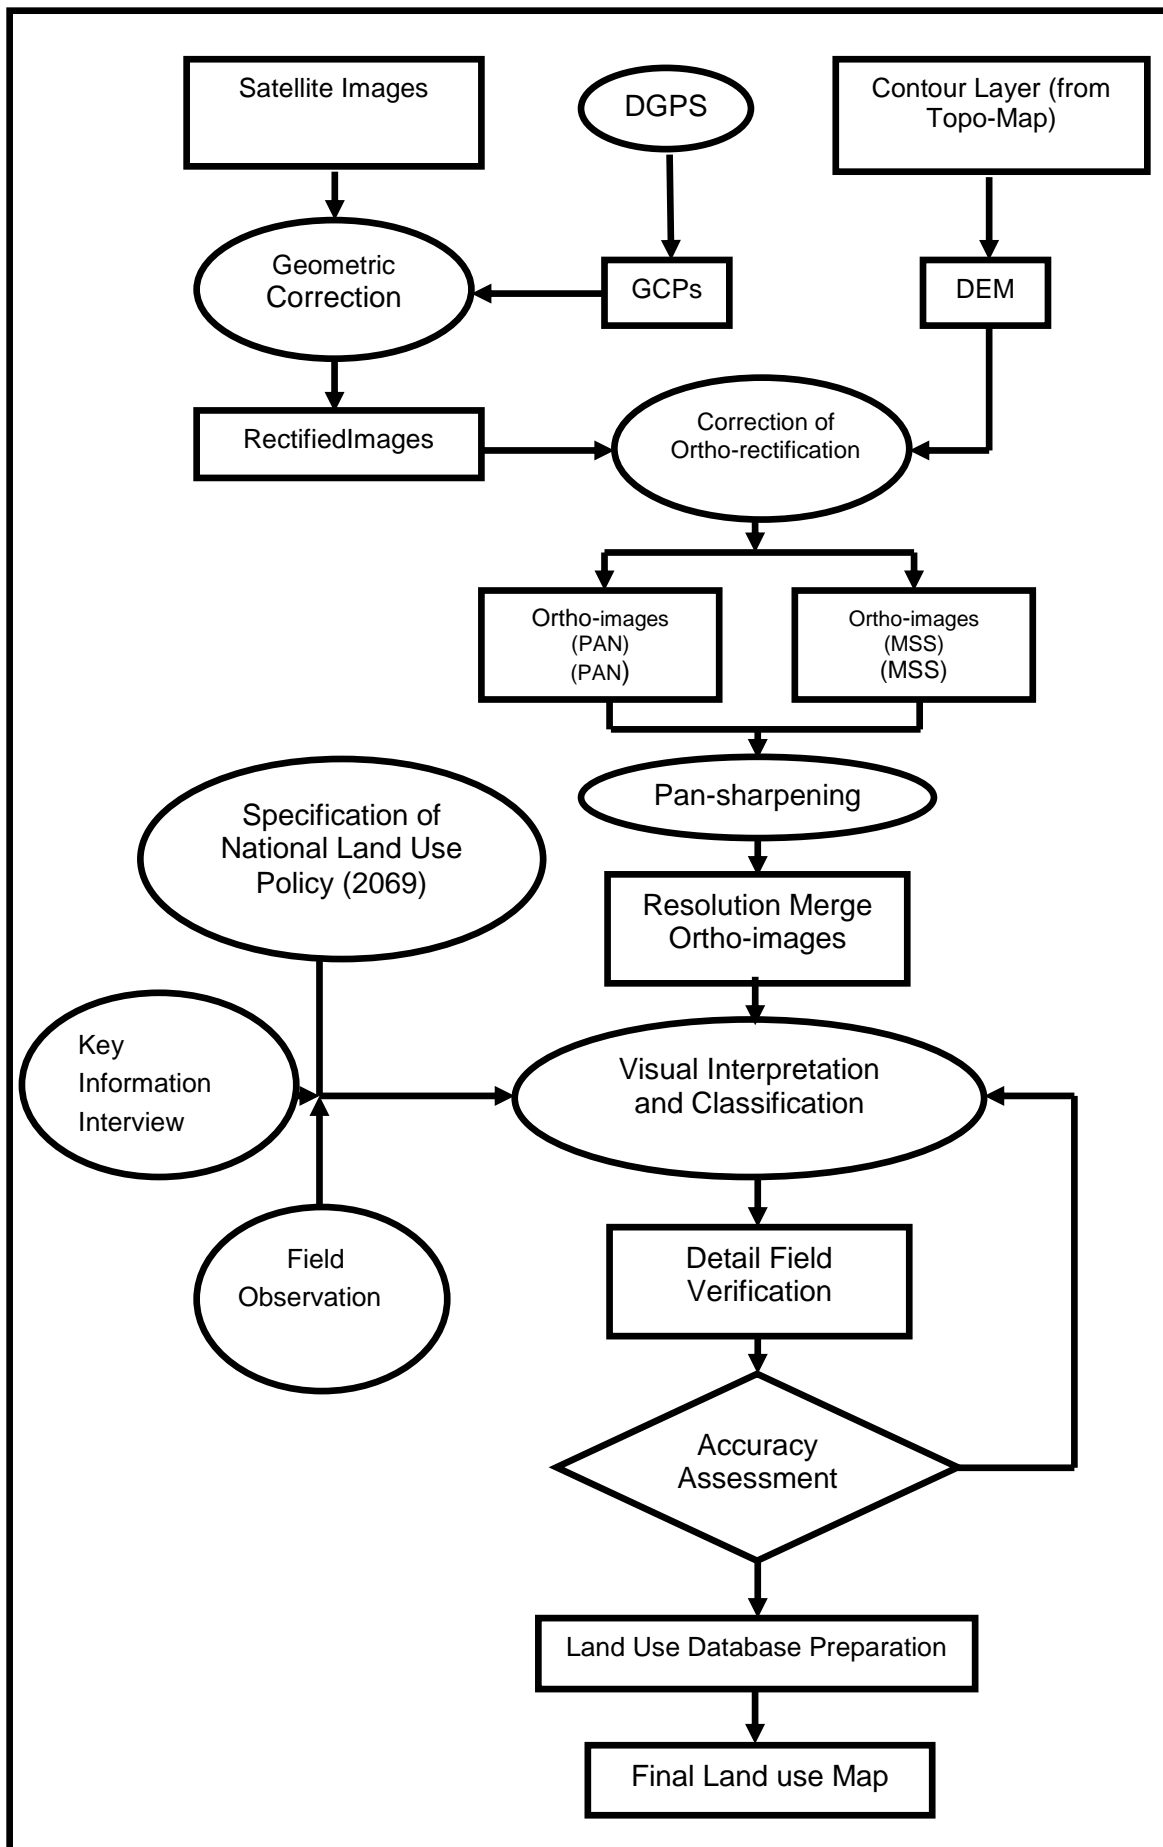 Satellite Images
DGPS
Contour Layer (from
Topo-Map)
Geometric
Correction
GCPs
DEM
RectifiedImages
Correction of
Ortho-rectification
Ortho-images
(PAN)
(PAN)
Ortho-images
(MSS)
(MSS)
Pan-sharpening
Specification of
National Land Use
Policy (2069)
Resolution Merge
Ortho-images
Key
Information
Interview
Visual Interpretation
and Classification
Field
Observation
Detail Field
Verification
Accuracy
Assessment
Land Use Database Preparation
Final Land use Map